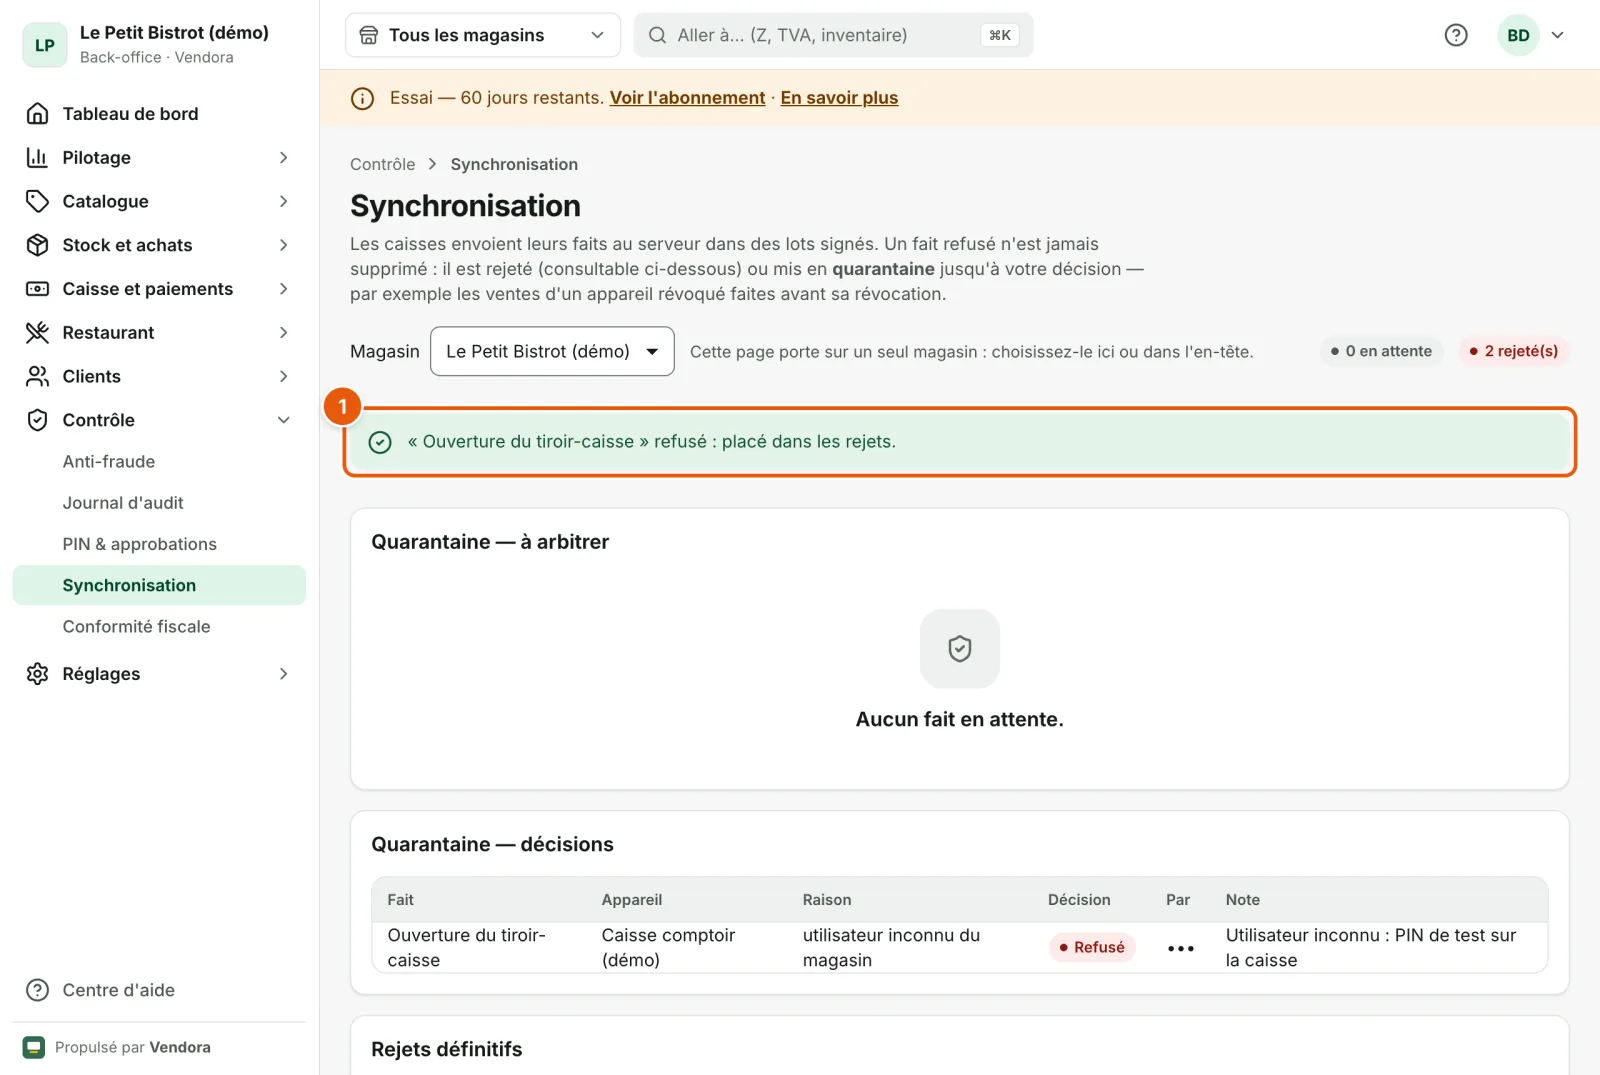 LP
Le Petit Bistrot (démo)
Back-office · Vendora
Tous les magasins
Aller à... (Z, TVA, inventaire)
⌘K
BD
Essai — 60 jours restants. Voir l'abonnement · En savoir plus
Tableau de bord
Pilotage
Catalogue
Stock et achats
Caisse et paiements
Restaurant
Clients
Contrôle
Anti-fraude
Journal d'audit
PIN & approbations
Synchronisation
Conformité fiscale
Réglages
Centre d'aide
Propulsé par Vendora
Contrôle > Synchronisation
Synchronisation
Les caisses envoient leurs faits au serveur dans des lots signés. Un fait refusé n'est jamais
supprimé : il est rejeté (consultable ci-dessous) ou mis en quarantaine jusqu'à votre décision —
par exemple les ventes d'un appareil révoqué faites avant sa révocation.
Magasin
Le Petit Bistrot (démo)
Cette page porte sur un seul magasin : choisissez-le ici ou dans l'en-tête.
0 en attente
2 rejeté(s)
1
« Ouverture du tiroir-caisse » refusé : placé dans les rejets.
Quarantaine — à arbitrer
Aucun fait en attente.
Quarantaine — décisions
Fait Appareil Raison Décision Par Note
Ouverture du tiroir-
caisse
Caisse comptoir
(démo)
utilisateur inconnu du
magasin
Refusé
•••
Utilisateur inconnu : PIN de test sur
la caisse
Rejets définitifs